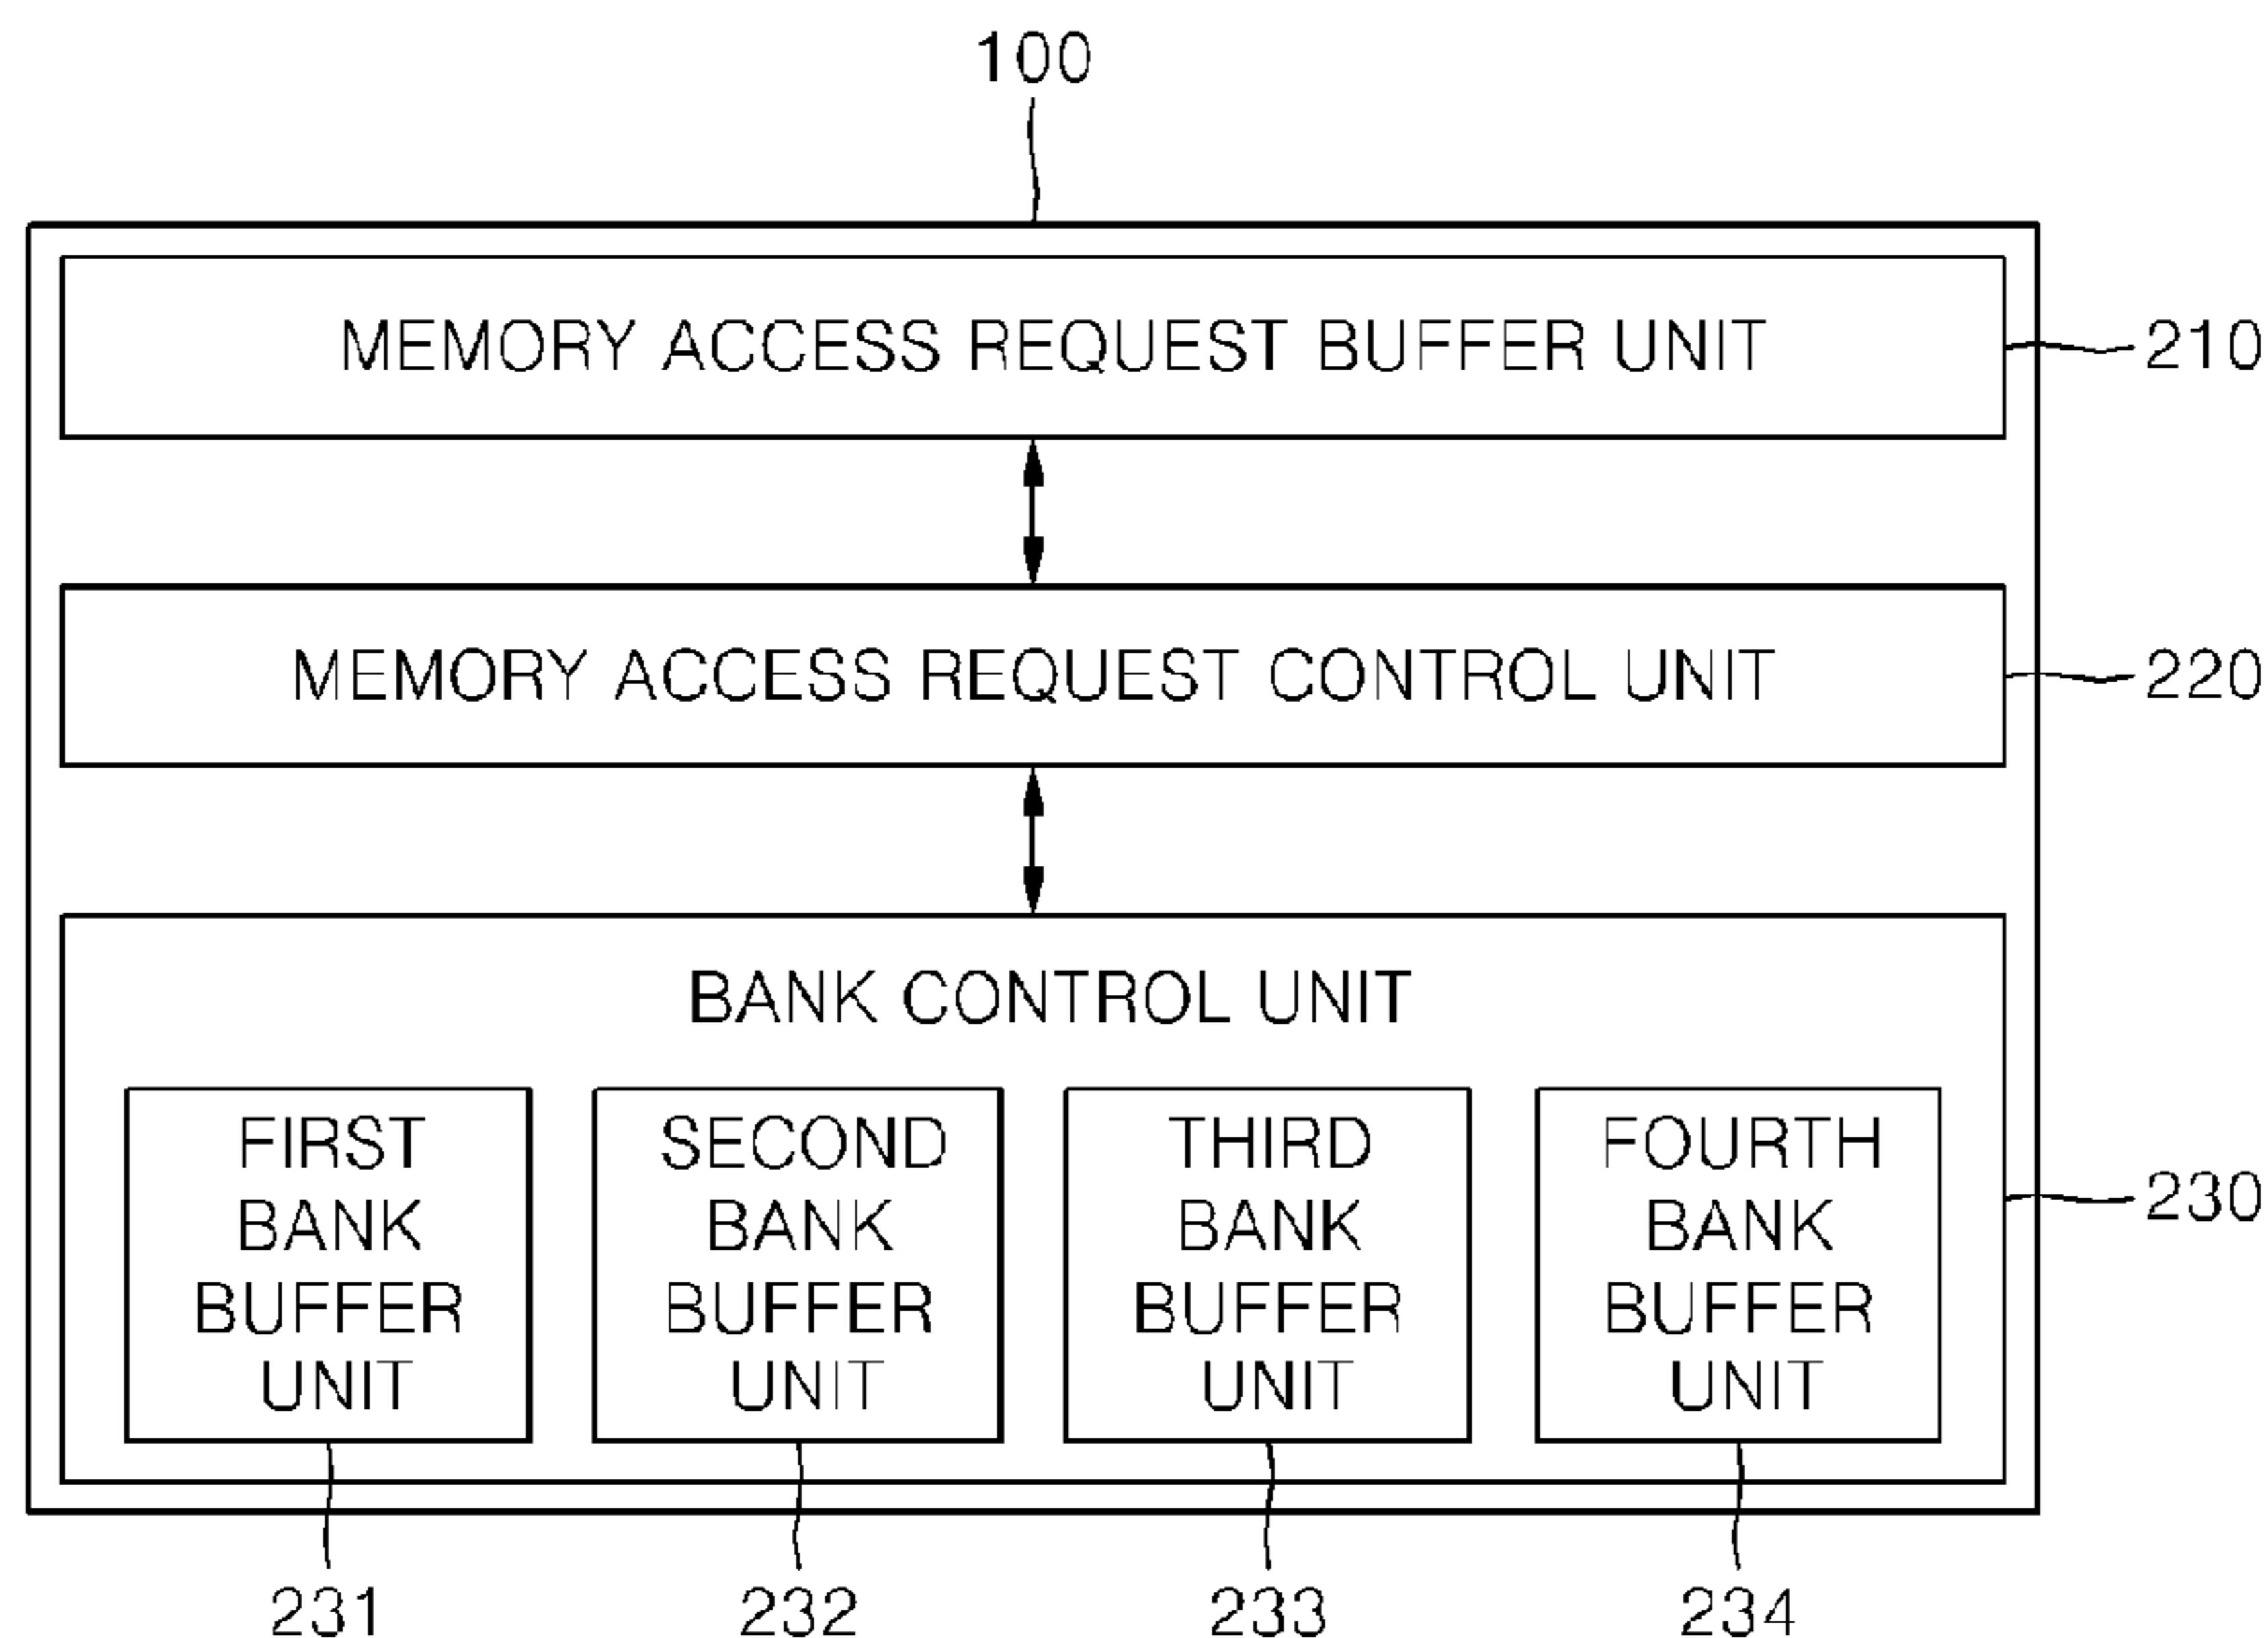 100
MEMORY ACCESS REQUEST BUFFER UNIT
210
MEMORY ACCESS REQUEST CONTROL UNIT
220
BANK CONTROL UNIT
230
FIRST
BANK
BUFFER
UNIT
SECOND
BANK
BUFFER
UNIT
THIRD
BANK
BUFFER
UNIT
FOURTH
BANK
BUFFER
UNIT
231
232
233
234